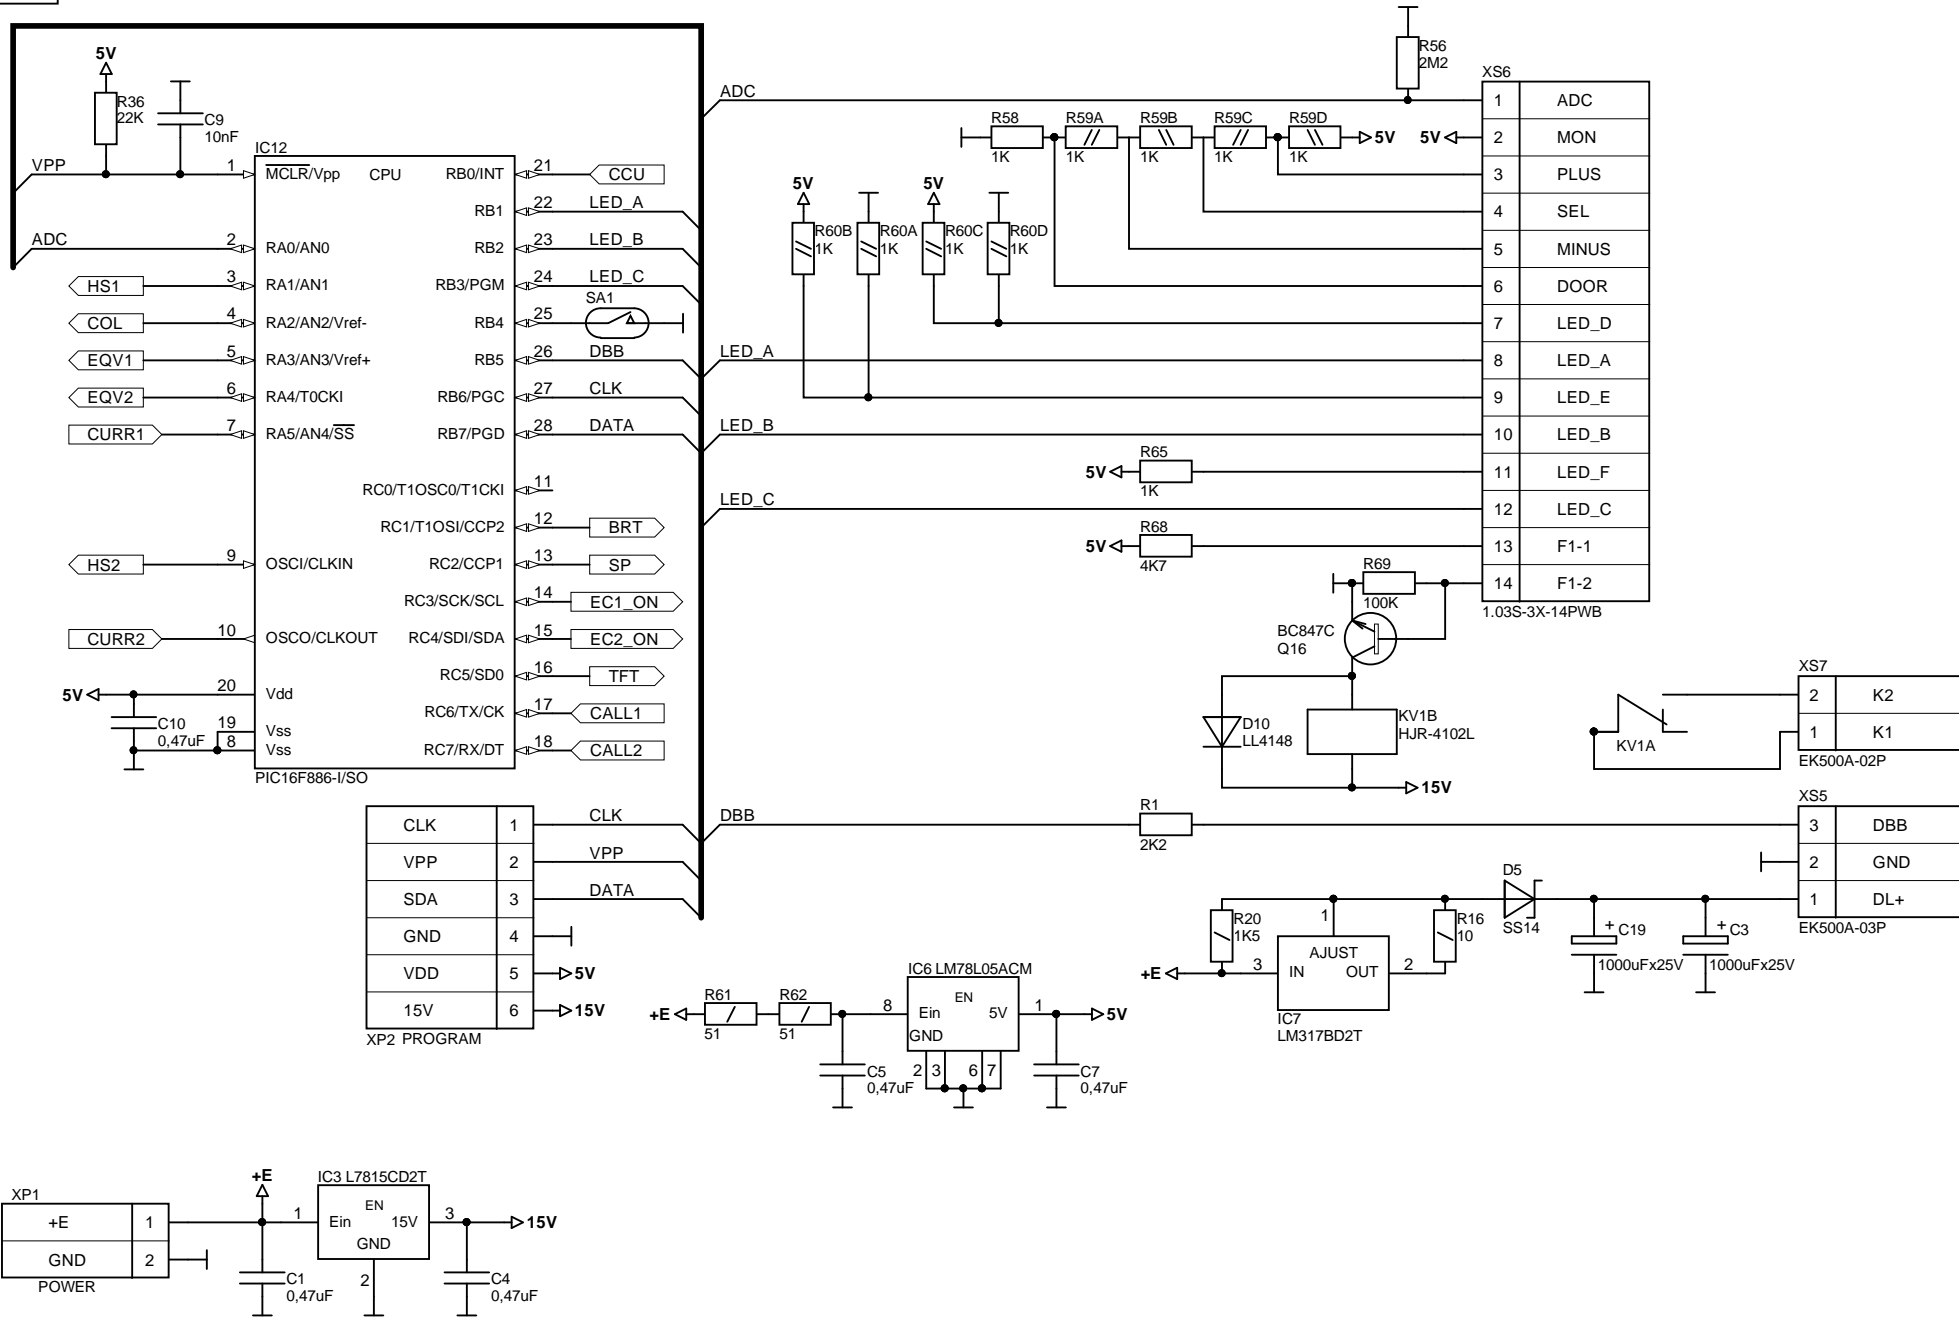 5V
R36
22K
C9
10nF
VPP
ADC
HS1
COL
EQV1
EQV2
CURR1
HS2
CURR2
5V
C10
0,47uF
1
2
3
4
5
6
7
9
10
20
19
8
IC12
MCLR/Vpp CPU RB0/INT
RB1
RA0/AN0 RB2
RA1/AN1 RB3/PGM
RA2/AN2/Vref- RB4
RA3/AN3/Vref+ RB5
RA4/T0CKI RB6/PGC
RA5/AN4/SS RB7/PGD
RC0/T1OSC0/T1CKI
RC1/T1OSI/CCP2
OSCI/CLKIN RC2/CCP1
RC3/SCK/SCL
OSCO/CLKOUT RC4/SDI/SDA
RC5/SD0
Vdd
RC6/TX/CK
Vss
Vss RC7/RX/DT
PIC16F886-I/SO
21 CCU
22 LED_A
23 LED_B
24 LED_C
SA1
25
26 DBB
27 CLK
28 DATA
11
12 BRT
13 SP
14 EC1_ON
15 EC2_ON
16 TFT
17 CALL1
18 CALL2
CLK 1 CLK
VPP 2 VPP
SDA 3 DATA
GND 4
VDD 5 5V
15V 6 15V
XP2 PROGRAM
ADC
LED_A
LED_B
LED_C
DBB
R56
2M2
R58
1K
R59A
1K
R59B
1K
R59C
1K
R59D
1K
5V
5V
5V
R60B
1K
R60A
1K
5V
R60C
1K
R60D
1K
5V
R65
1K
5V
R68
4K7
XS6
1 ADC
2 MON
3 PLUS
4 SEL
5 MINUS
6 DOOR
7 LED_D
8 LED_A
9 LED_E
10 LED_B
11 LED_F
12 LED_C
13 F1-1
14 F1-2
1.03S-3X-14PWB
R69
100K
BC847C
Q16
D10
LL4148
KV1B
HJR-4102L
15V
KV1A
XS7
2 K2
1 K1
EK500A-02P
R1
2K2
XS5
3 DBB
2 GND
1 DL+
EK500A-03P
D5
SS14
C19
+
1000uFx25V
C3
+
1000uFx25V
R20
1K5
R16
10
1
AJUST
+E
3 IN OUT 2
IC7
LM317BD2T
+E
R61
51
R62
51
IC6 LM78L05ACM
EN
8 Ein 5V 1
GND
2 3 6 7
5V
C5
0,47uF
C7
0,47uF
XP1
+E 1
GND 2
POWER
+E
IC3 L7815CD2T
EN
1 Ein 15V 3
GND
2
15V
C1
0,47uF
C4
0,47uF